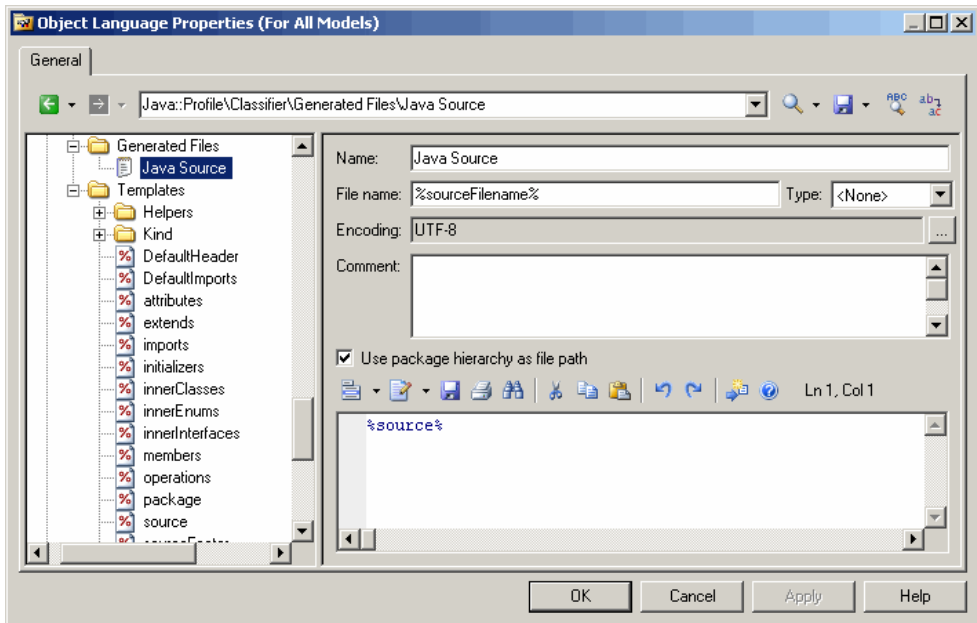 Object Language Properties (For All Models)
General
Java::Profile\Classifier\Generated Files\Java Source
Generated Files
Java Source
Templates
Helpers
Kind
DefaultHeader
DefaultImports
attributes
extends
imports
initializers
innerClasses
innerEnums
innerInterfaces
members
operations
package
source
Name: Java Source
File name: %sourceFilename% Type: <None>
Encoding: UTF-8 ...
Comment:
Use package hierarchy as file path
Ln 1, Col 1
%source%
OK Cancel Apply Help